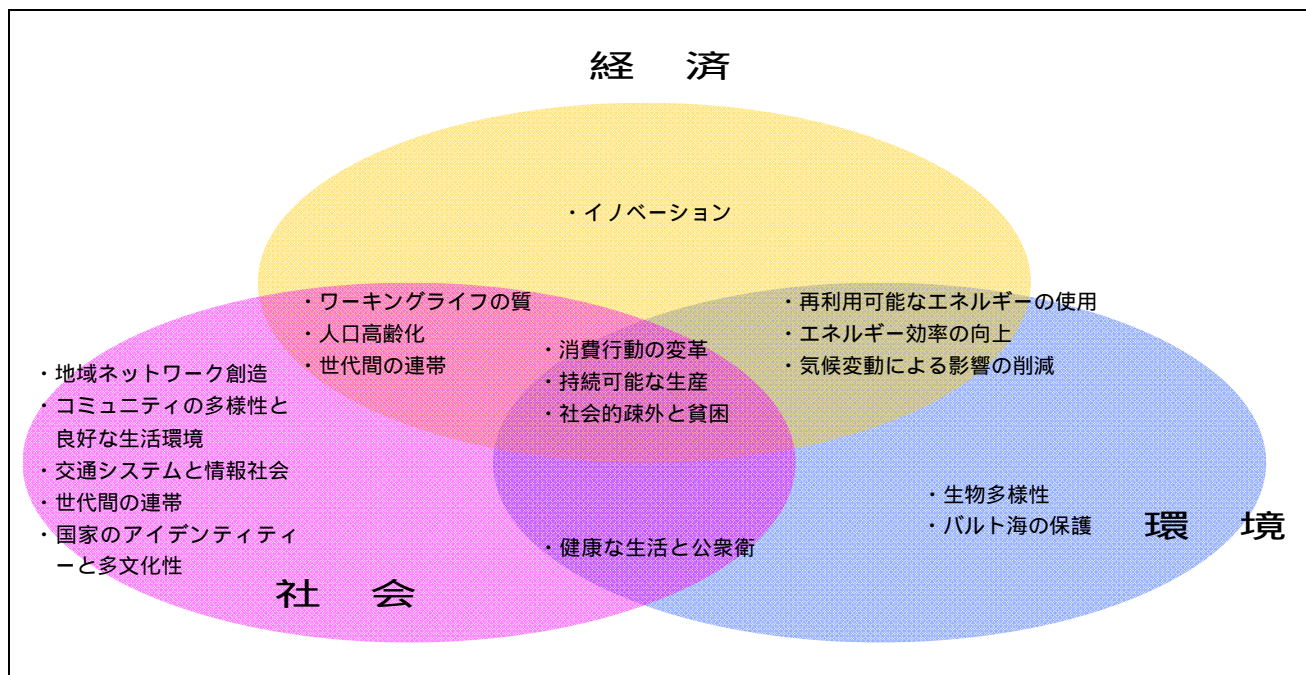 経 済
・イノベーション
・ワーキングライフの質
・人口高齢化
・世代間の連帯
・再利用可能なエネルギーの使用
・エネルギー効率の向上
・気候変動による影響の削減
・消費行動の変革
・持続可能な生産
・社会的疎外と貧困
・地域ネットワーク創造
・コミュニティの多様性と
良好な生活環境
・交通システムと情報社会
・世代間の連帯
・国家のアイデンティティ
ーと多文化性
・健康な生活と公衆衛
・生物多様性
・バルト海の保護
環 境
社 会